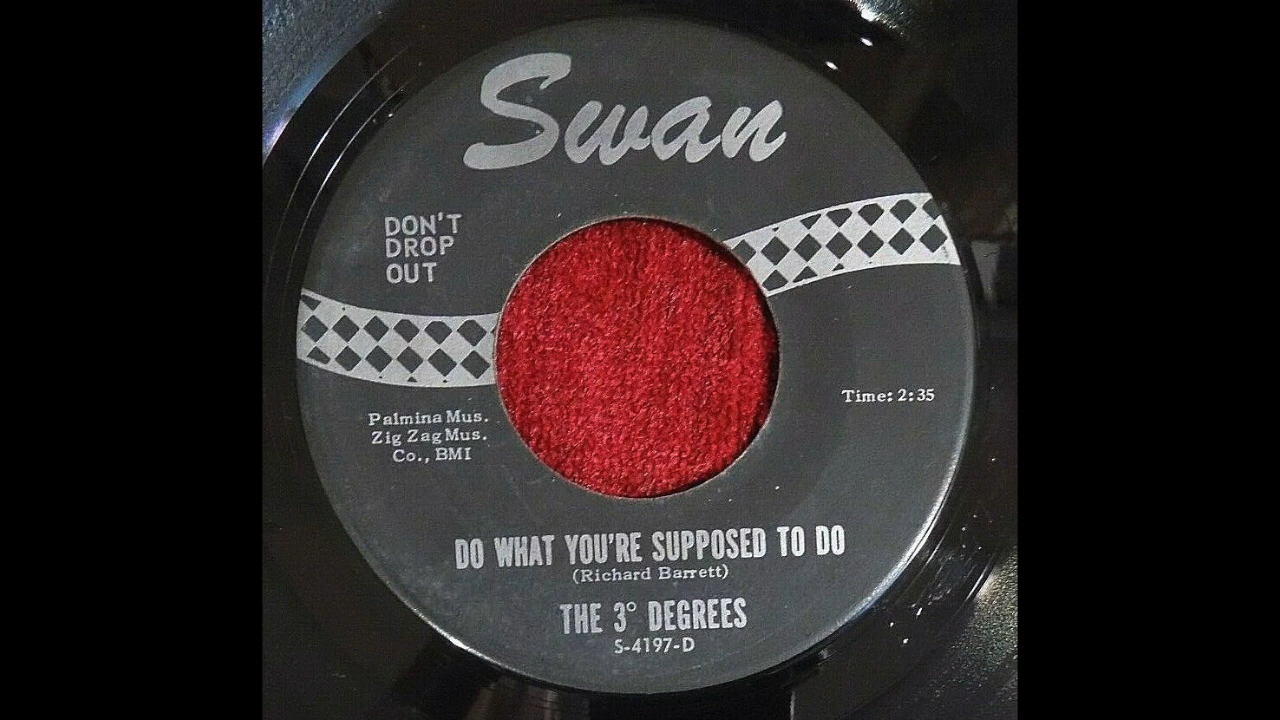 Swan
DON'T
DROP
OUT
Time: 2:35
Palmina Mus.
Zig Zag Mus.
Co., BMI
DO WHAT YOU'RE SUPPOSED TO DO
(Richard Barrett)
THE 3° DEGREES
S-4197-D